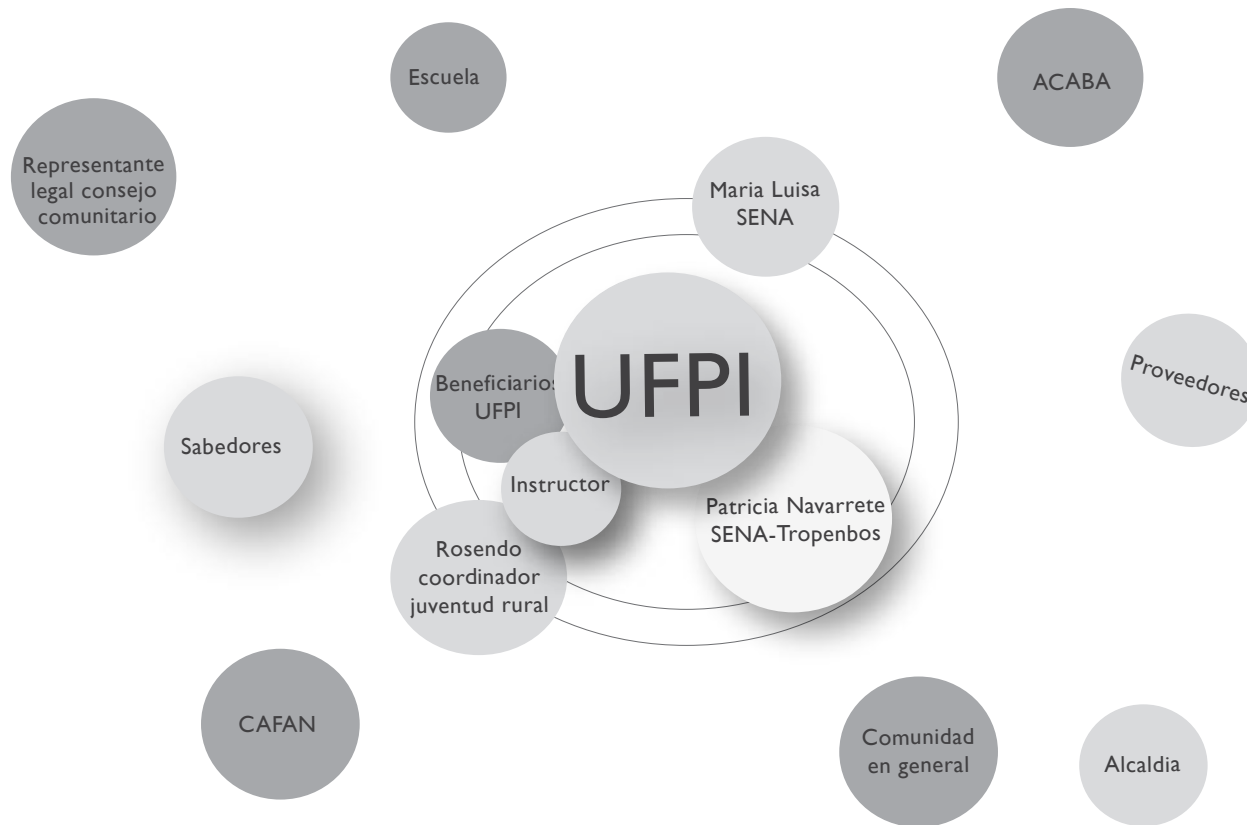 Escuela
ACABA
Representante
legal consejo
comunitario
Maria Luisa
SENA
UFPI
Beneficiarios
UFPI
Proveedores
Sabedores
Instructor
Patricia Navarrete
SENA-Tropenbos
Rosendo
coordinador
juventud rural
CAFAN
Comunidad
en general
Alcaldia